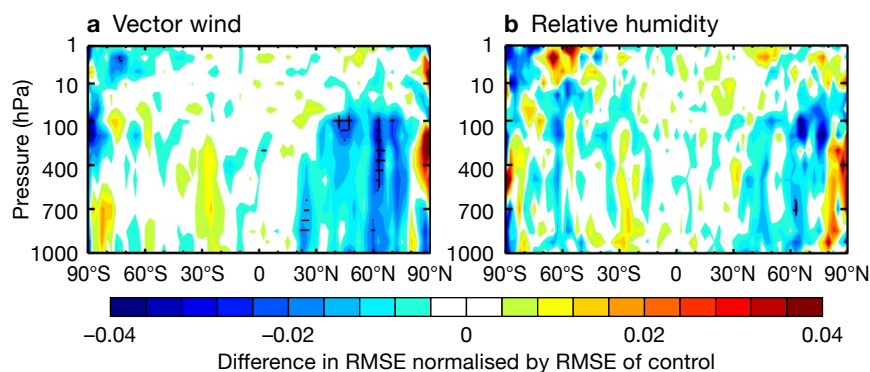 a Vector wind
b Relative humidity
Pressure (hPa)
1
10
100
400
700
1000
1
10
100
400
700
1000
90°S 60°S 30°S 0 30°N 60°N 90°N
90°S 60°S 30°S 0 30°N 60°N 90°N
−0.04 −0.02 0 0.02 0.04
Difference in RMSE normalised by RMSE of control